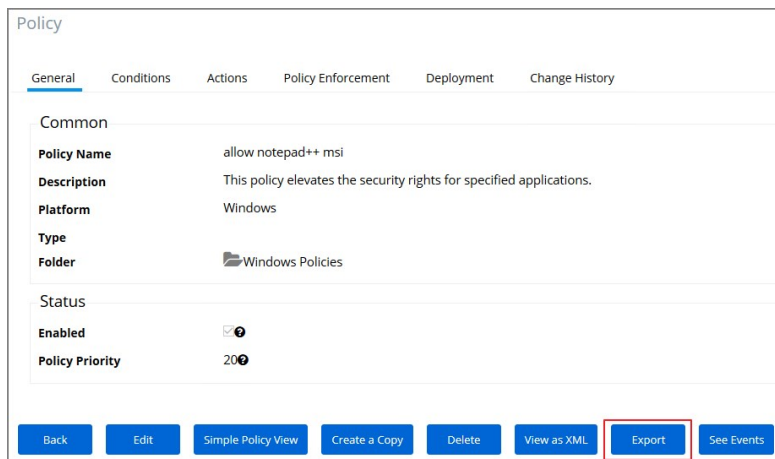 Policy
General Conditions Actions Policy Enforcement Deployment Change History
Common
Policy Name allow notepad++ msi
Description This policy elevates the security rights for specified applications.
Platform Windows
Type
Folder Windows Policies
Status
Enabled ?
Policy Priority 20?
Back Edit Simple Policy View Create a Copy Delete View as XML Export See Events